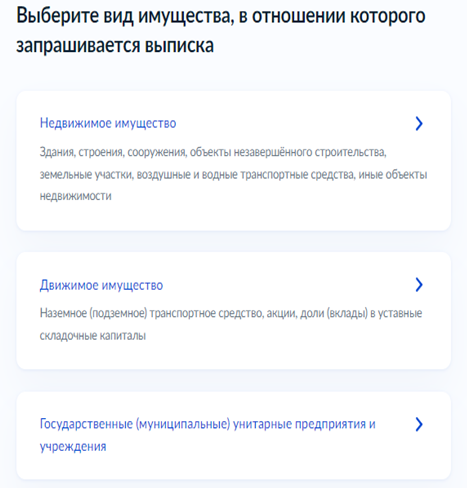 Выберите вид имущества, в отношении которого
запрашивается выписка
Недвижимое имущество
Здания, строения, сооружения, объекты незавершённого строительства,
земельные участки, воздушные и водные транспортные средства, иные объекты
недвижимости
Движимое имущество
Наземное (подземное) транспортное средство, акции, доли (вклады) в уставные
складочные капиталы
Государственные (муниципальные) унитарные предприятия и
учреждения